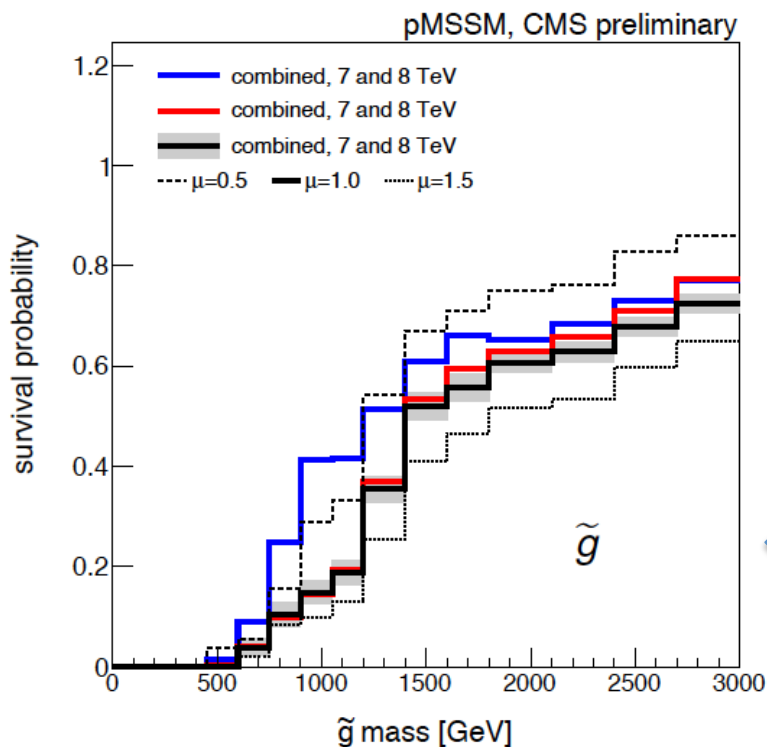 pMSSM, CMS preliminary
combined, 7 and 8 TeV
combined, 7 and 8 TeV
combined, 7 and 8 TeV
μ=0.5 μ=1.0 μ=1.5
survival probability
1.2
1
0.8
0.6
0.4
0.2
0
g̃
0 500 1000 1500 2000 2500 3000
g̃ mass [GeV]